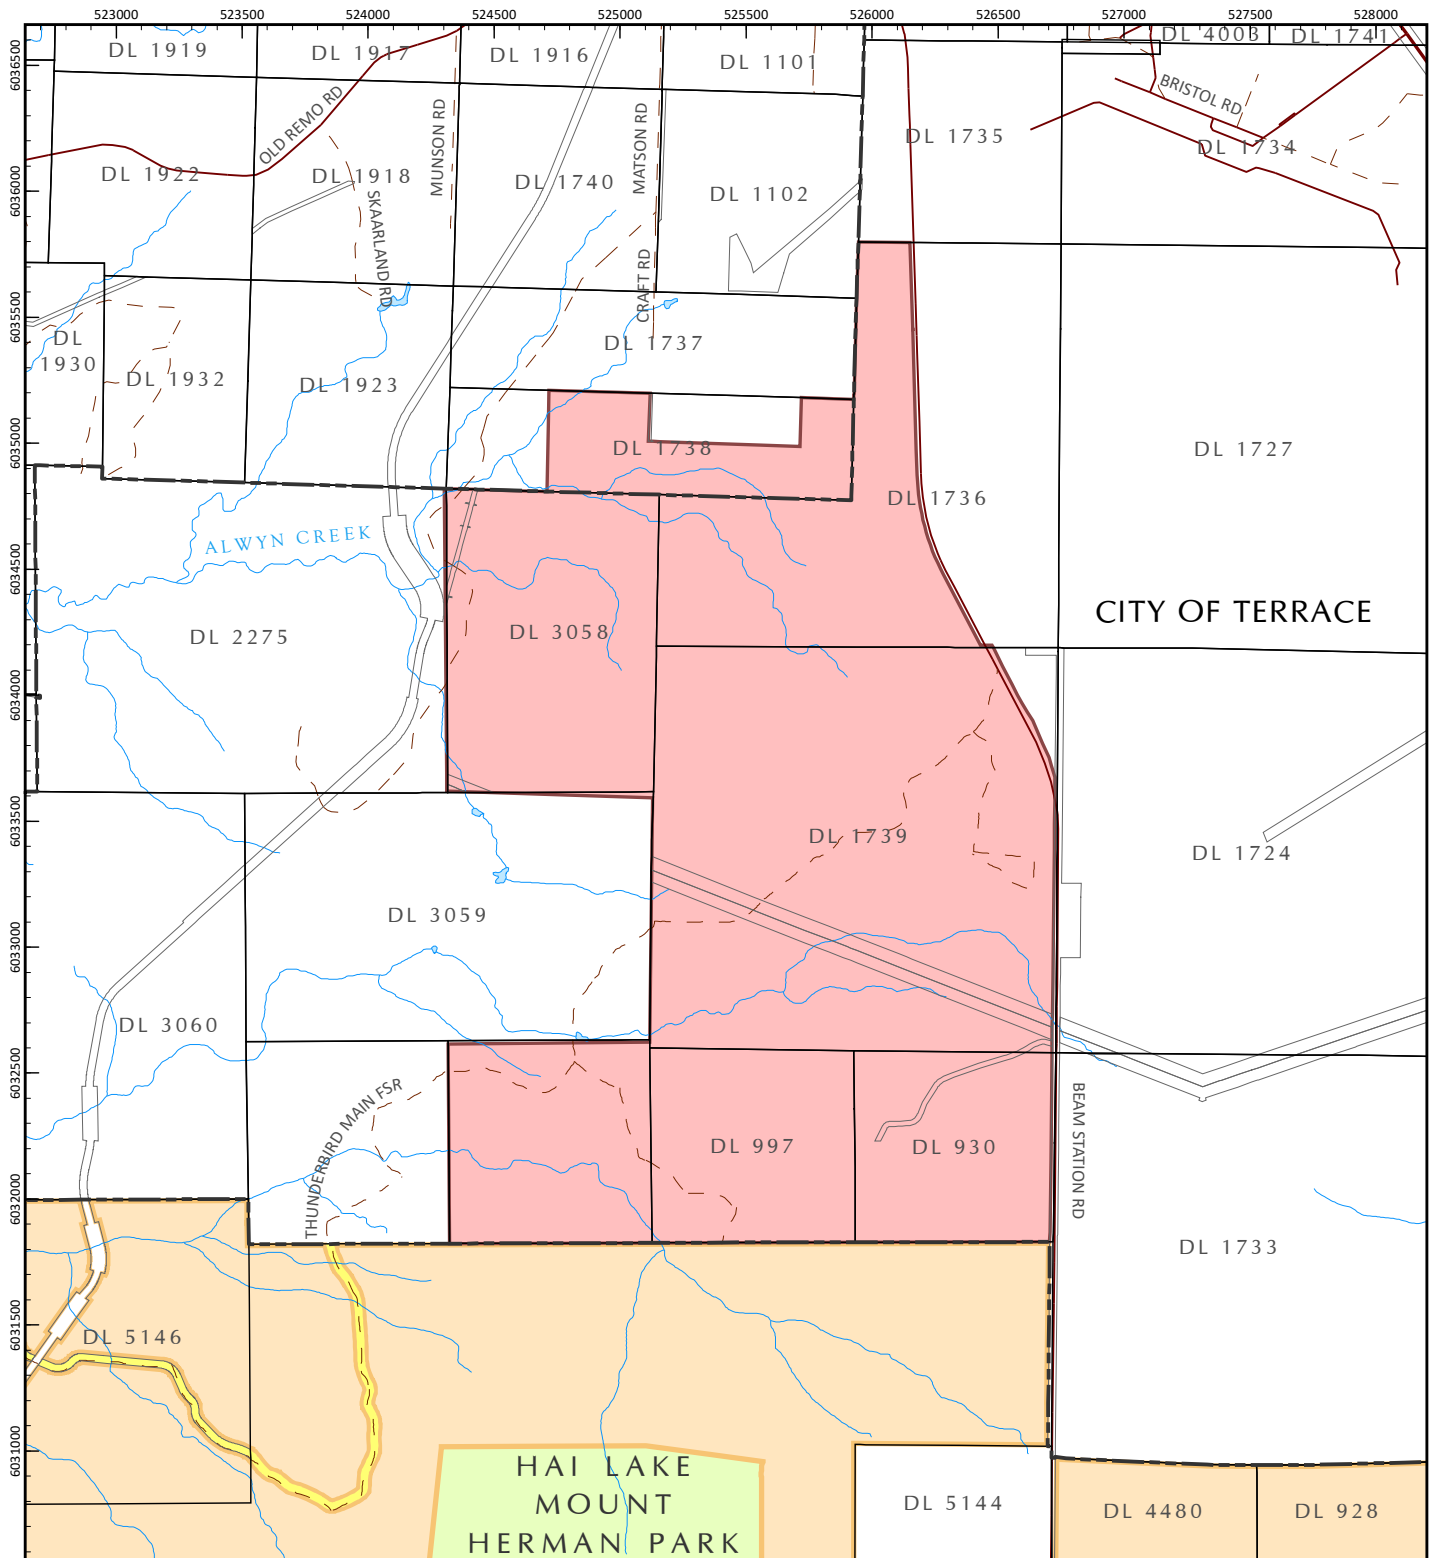 523000 523500 524000 524500 525000 525500 526000 526500 527000 527500 528000
6036500
6036000
6035500
6035000
6034500
6034000
6033500
6033000
6032500
6032000
6031500
6031000
DL 1919
DL 1917
DL 1916
DL 1101
DL 4003
DL 1741
OLD REMO RD
MUNSON RD
MATSON RD
BRISTOL RD
DL 1735
DL 1734
DL 1922
DL 1918
DL 1740
DL 1102
SKAARLAND RD
CRAFT RD
DL
1930
DL 1932
DL 1923
DL 1737
DL 1738
DL 1727
DL 1736
ALWYN CREEK
DL 2275
DL 3058
CITY OF TERRACE
DL 1739
DL 1724
DL 3059
DL 3060
THUNDERBIRD MAIN FSR
DL 997
DL 930
BEAM STATION RD
DL 1733
DL 5146
HAI LAKE
MOUNT
HERMAN PARK
DL 5144
DL 4480
DL 928